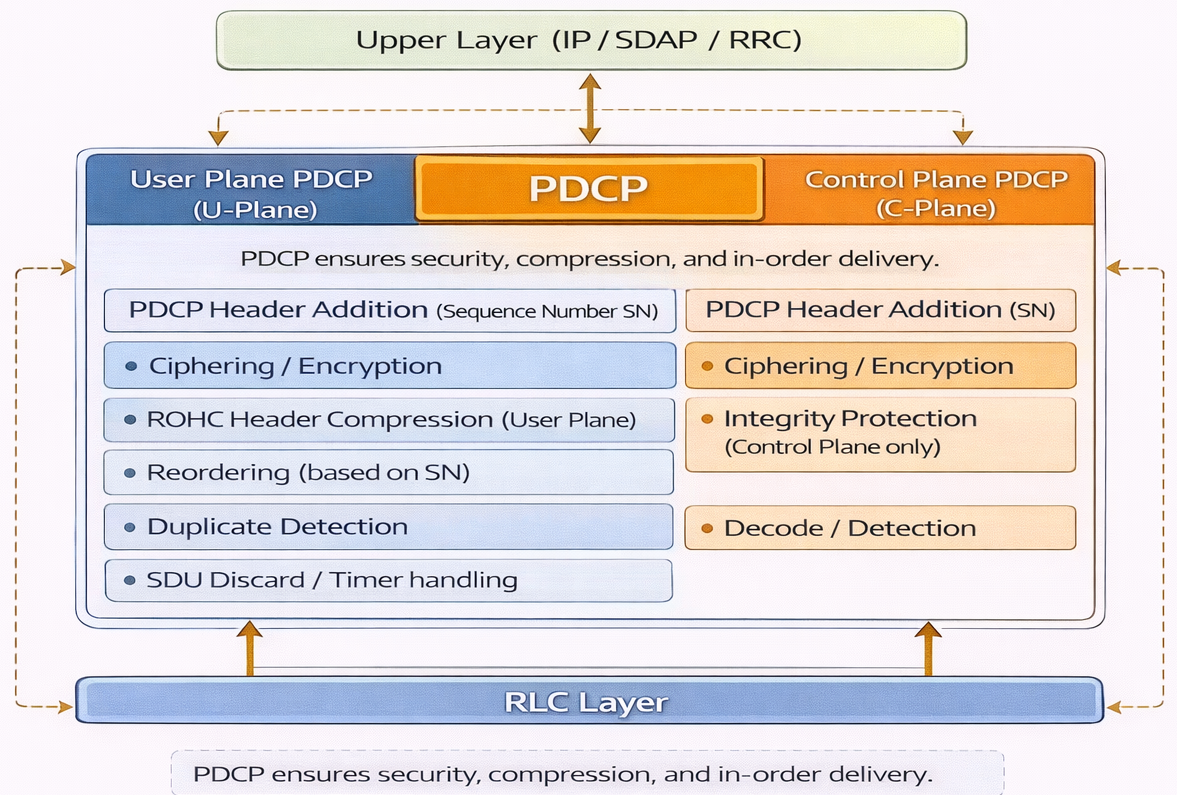 Upper Layer (IP / SDAP / RRC)
User Plane PDCP
(U-Plane)
PDCP
Control Plane PDCP
(C-Plane)
PDCP ensures security, compression, and in-order delivery.
PDCP Header Addition (Sequence Number SN)
• Ciphering / Encryption
• ROHC Header Compression (User Plane)
• Reordering (based on SN)
• Duplicate Detection
• SDU Discard / Timer handling
PDCP Header Addition (SN)
• Ciphering / Encryption
• Integrity Protection
(Control Plane only)
• Decode / Detection
RLC Layer
PDCP ensures security, compression, and in-order delivery.